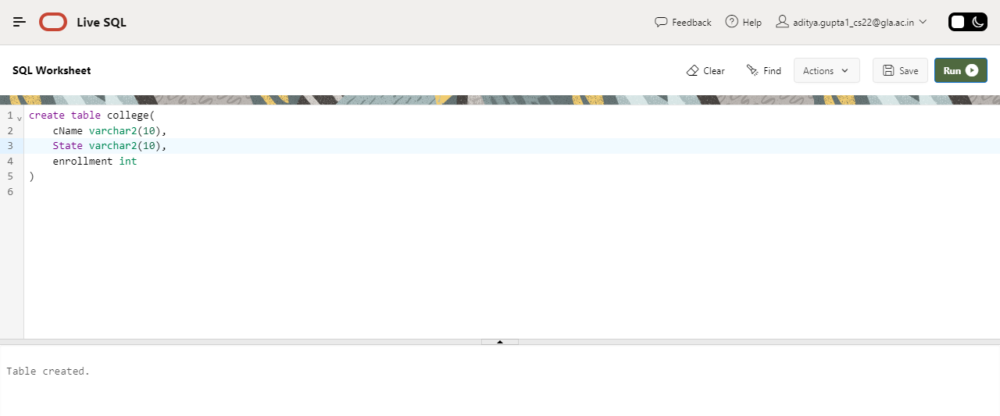 Live SQL
Feedback
Help
aditya.gupta1_cs22@gla.ac.in
SQL Worksheet
Clear
Find
Actions
Save
Run
1 create table college(
2     cName varchar2(10),
3     State varchar2(10),
4     enrollment int
5 )
6
Table created.